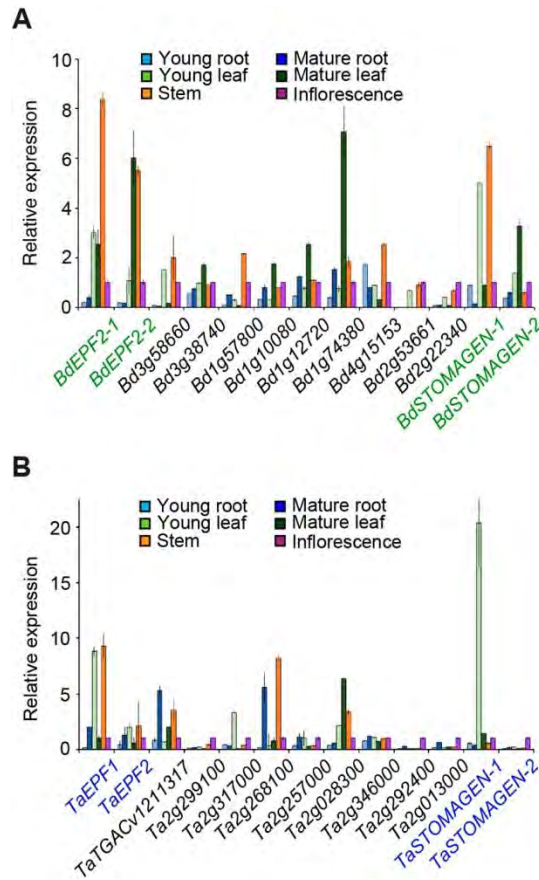 A
10
8
6
4
2
0
Relative expression
Young root
Mature root
Young leaf
Mature leaf
Stem
Inflorescence
BdEPF2-1
BdEPF2-2
Bd3g58660
Bd3g38740
Bd1g57800
Bd1g10080
Bd1g12720
Bd1g74380
Bd4g15153
Bd2g53661
Bd2g22340
BdSTOMAGEN-1
BdSTOMAGEN-2
B
20
15
10
5
0
Relative expression
Young root
Mature root
Young leaf
Mature leaf
Stem
Inflorescence
TaEPF1
TaEPF2
TaTGACv1211317
Ta2g299100
Ta2g317000
Ta2g268100
Ta2g257000
Ta2g028300
Ta2g346000
Ta2g292400
Ta2g013000
TaSTOMAGEN-1
TaSTOMAGEN-2